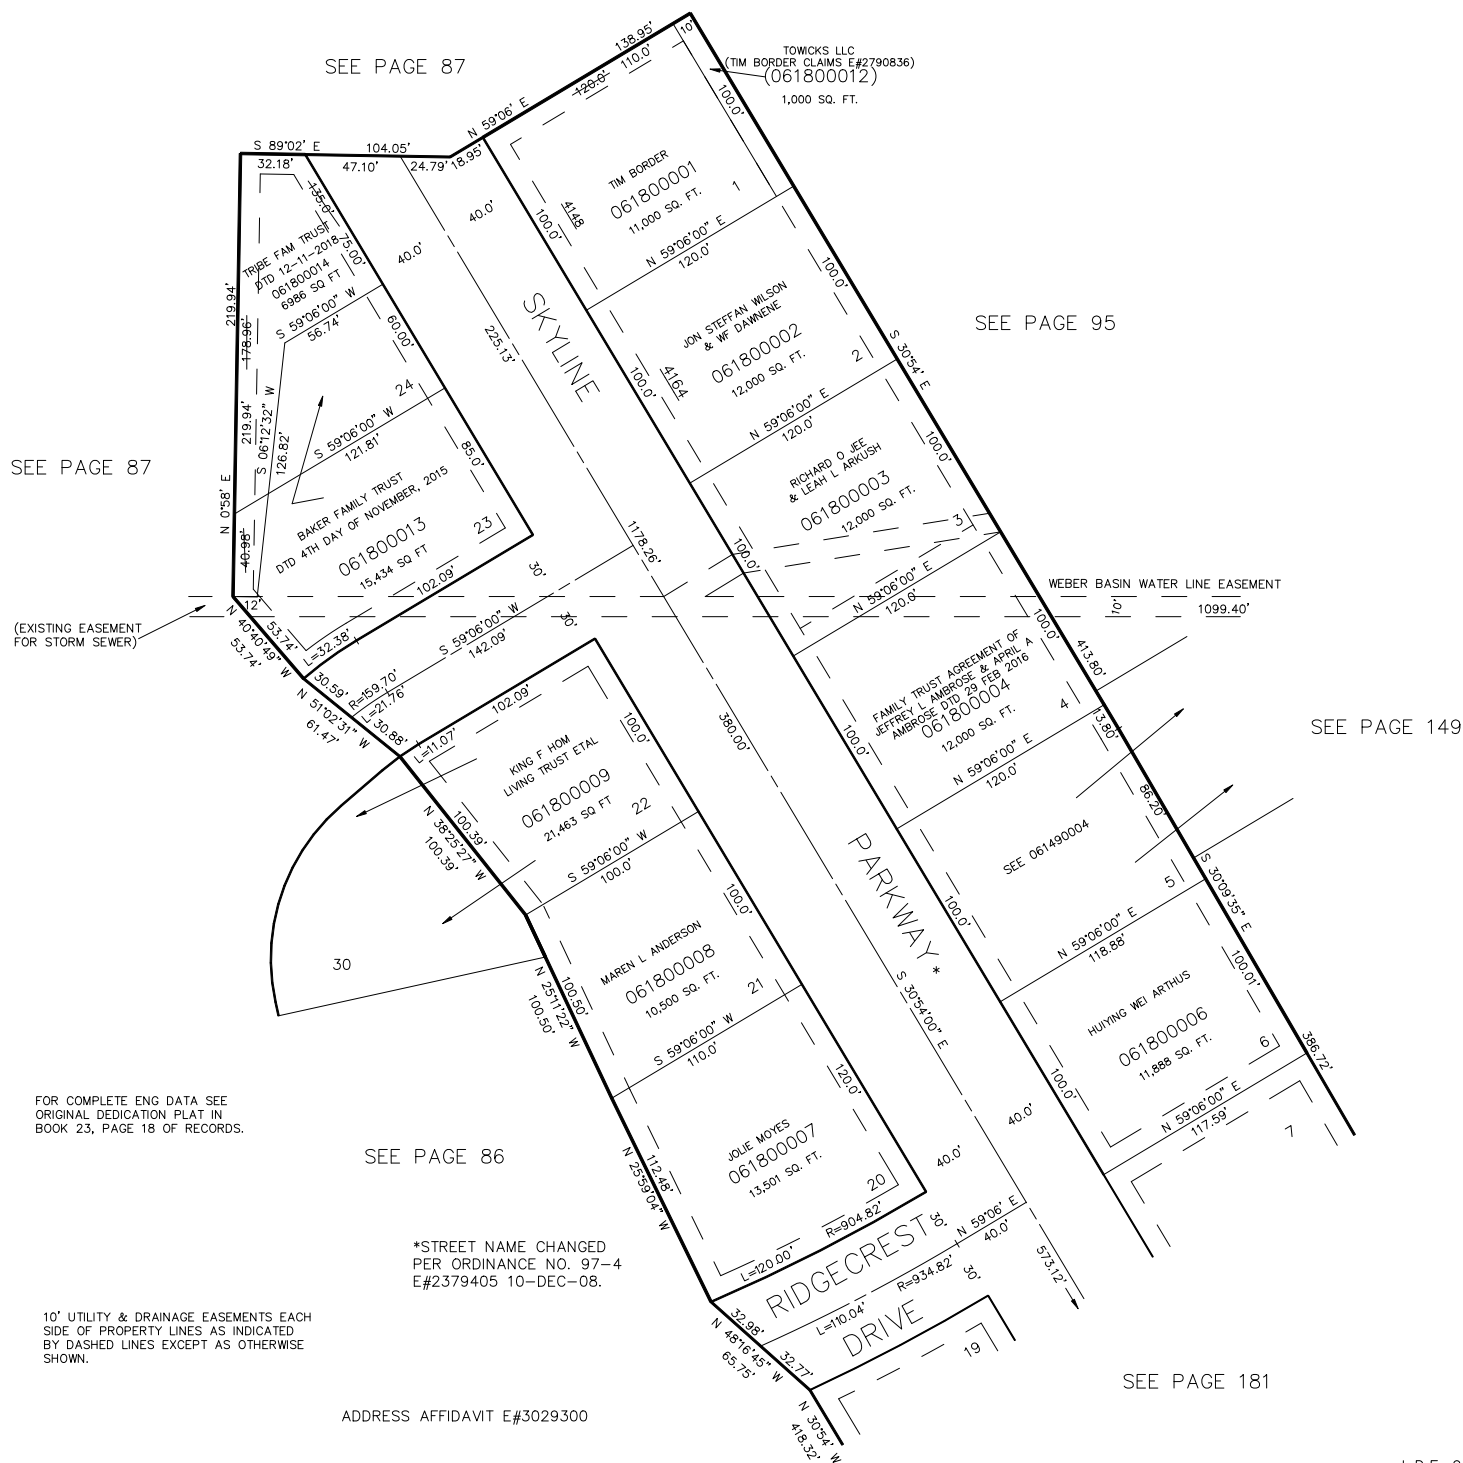 SEE PAGE 87
TOWICKS LLC
(TIM BORDER CLAIMS E#2790836)
(061800012)
1,000 SQ. FT.
138.95'
10'
120.0'
110.0'
100.0'
N 59°06' E
S 89°02' E
104.05'
32.18'
47.10'
24.79'
18.95'
TIM BORDER
061800001
11,000 SQ. FT.
1
4148
100.0'
40.0'
40.0'
N 59°06'00" E
120.0'
135.0'
75.00'
TRIBE FAM TRUST
DTD 12-11-2018
061800014
6986 SQ FT
S 59°06'00" W
56.74'
60.00'
219.94'
178.96'
SKYLINE
225.13'
100.0'
JON STEFFAN WILSON
& WF DAWNENE
061800002
12,000 SQ. FT.
2
4164
100.0'
S 30°54' E
SEE PAGE 95
N 59°06'00" E
120.0'
24
S 59°06'00" W
121.81'
219.94'
S 06°12'32" W
126.82'
85.0'
SEE PAGE 87
N 0°58' E
40.98'
BAKER FAMILY TRUST
DTD 4TH DAY OF NOVEMBER, 2015
061800013
15,434 SQ FT
23
102.09'
RICHARD O JEE
& LEAH L ARKUSH
061800003
12,000 SQ. FT.
3
100.0'
100.0'
N 59°06'00" E
120.0'
1178.26'
30'
30'
WEBER BASIN WATER LINE EASEMENT
10'
1099.40'
12'
(EXISTING EASEMENT
FOR STORM SEWER)
N 40°40'49" W
53.74'
53.74'
L=32.38'
S 59°06'00" W
142.09'
30.59'
R=159.70'
L=21.76'
30.88'
N 51°02'31" W
61.47'
100.0'
413.80'
FAMILY TRUST AGREEMENT OF
JEFFREY L AMBROSE & APRIL A
AMBROSE DTD 29 FEB 2016
061800004
12,000 SQ. FT.
4
13.80'
100.0'
N 59°06'00" E
120.0'
SEE PAGE 149
102.09'
L=11.07'
KING F HOM
LIVING TRUST ETAL
061800009
21,463 SQ FT
22
100.0'
380.00'
N 38°25'27" W
100.39'
100.39'
S 59°06'00" W
100.0'
86.20'
SEE 061490004
5
S 30°09'35" E
PARKWAY *
100.0'
N 59°06'00" E
118.88'
MAREN L ANDERSON
061800008
10,500 SQ. FT.
21
100.0'
30
N 25°11'22" W
100.50'
100.50'
S 59°06'00" W
110.0'
S 30°54'00" E
100.01'
HUIYING WEI ARTHUS
061800006
11,888 SQ. FT.
6
386.72'
100.0'
N 59°06'00" E
117.59'
7
FOR COMPLETE ENG DATA SEE
ORIGINAL DEDICATION PLAT IN
BOOK 23, PAGE 18 OF RECORDS.
SEE PAGE 86
120.0'
JOLIE MOYES
061800007
13,501 SQ. FT.
20
112.48'
N 25°59'04" W
40.0'
40.0'
R=904.82'
L=120.00'
*STREET NAME CHANGED
PER ORDINANCE NO. 97-4
E#2379405 10-DEC-08.
RIDGECREST
DRIVE
30'
N 59°06' E
40.0'
R=934.82'
30'
L=110.04'
573.12'
10' UTILITY & DRAINAGE EASEMENTS EACH
SIDE OF PROPERTY LINES AS INDICATED
BY DASHED LINES EXCEPT AS OTHERWISE
SHOWN.
32.98'
N 48°16'45" W
65.75'
32.77'
19
SEE PAGE 181
ADDRESS AFFIDAVIT E#3029300
N 30°54' W
418.32'